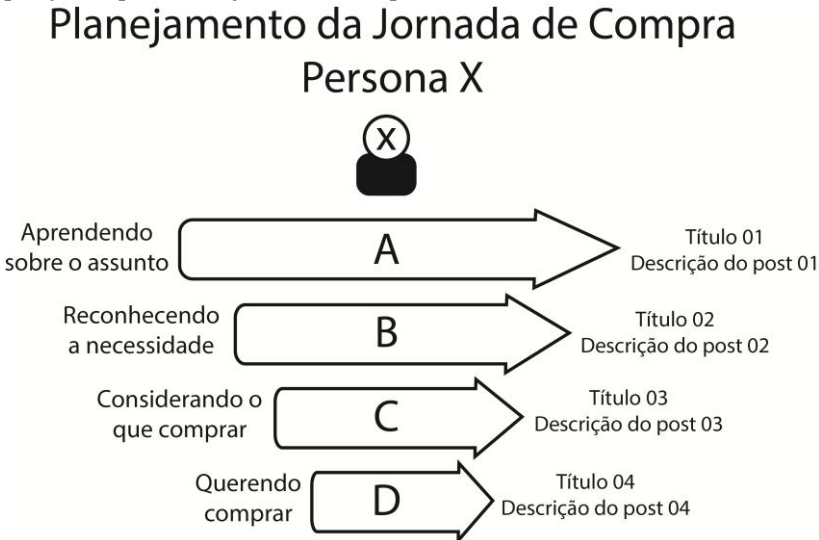 Planejamento da Jornada de Compra
Persona X
X
Aprendendo
sobre o assunto
A
Título 01
Descrição do post 01
Reconhecendo
a necessidade
B
Título 02
Descrição do post 02
Considerando o
que comprar
C
Título 03
Descrição do post 03
Querendo
comprar
D
Título 04
Descrição do post 04